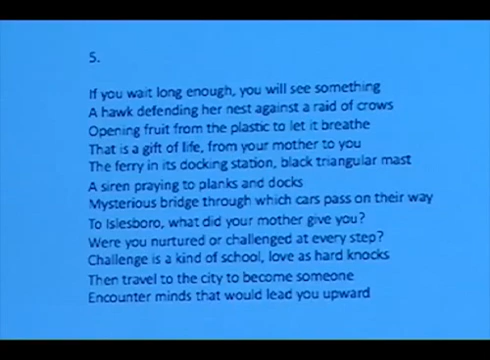 5.
If you wait long enough, you will see something
A hawk defending her nest against a raid of crows
Opening fruit from the plastic to let it breathe
That is a gift of life, from your mother to you
The ferry in its docking station, black triangular mast
A siren praying to planks and docks
Mysterious bridge through which cars pass on their way
To Islesboro, what did your mother give you?
Were you nurtured or challenged at every step?
Challenge is a kind of school, love as hard knocks
Then travel to the city to become someone
Encounter minds that would lead you upward